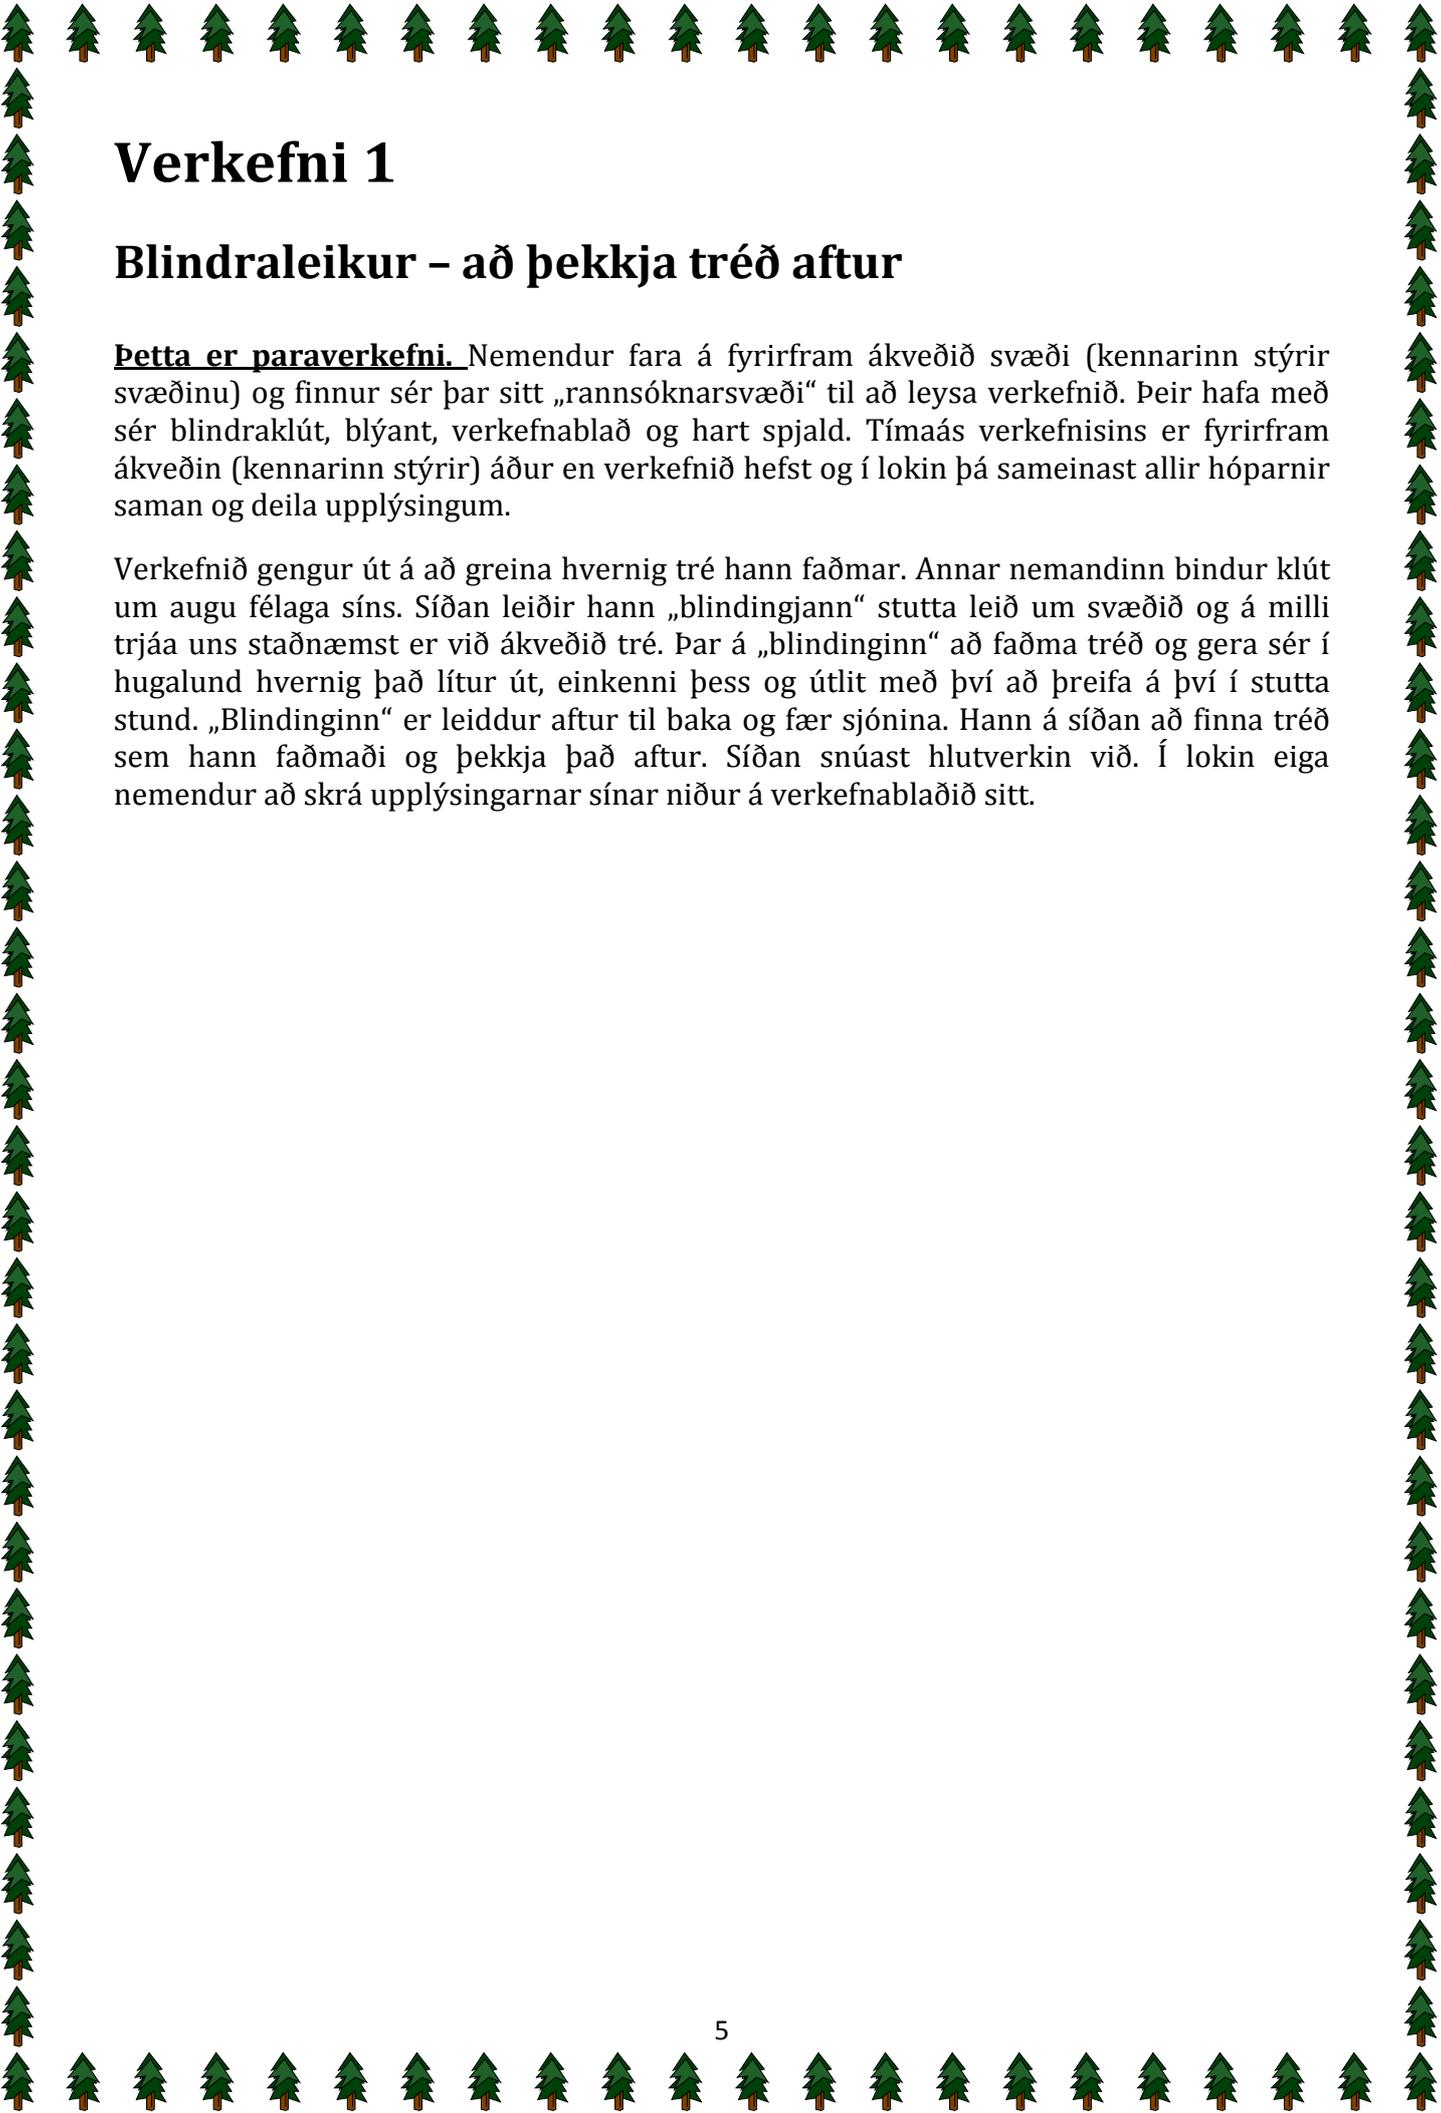 Verkefni 1
Blindraleikur – að þekkja tréð aftur
Þetta er paraverkefni. Nemendur fara á fyrirfram ákveðið svæði (kennarinn stýrir
svæðinu) og finnur sér þar sitt „rannsóknarsvæði“ til að leysa verkefnið. Þeir hafa með
sér blindraklút, blýant, verkefnablað og hart spjald. Tímaás verkefnisins er fyrirfram
ákveðin (kennarinn stýrir) áður en verkefnið hefst og í lokin þá sameinast allir hóparnir
saman og deila upplýsingum.
Verkefnið gengur út á að greina hvernig tré hann faðmar. Annar nemandinn bindur klút
um augu félaga síns. Síðan leiðir hann „blindingjann“ stutta leið um svæðið og á milli
trjáa uns staðnæmst er við ákveðið tré. Þar á „blindinginn“ að faðma tréð og gera sér í
hugalund hvernig það lítur út, einkenni þess og útlit með því að þreifa á því í stutta
stund. „Blindinginn“ er leiddur aftur til baka og fær sjónina. Hann á síðan að finna tréð
sem hann faðmaði og þekkja það aftur. Síðan snúast hlutverkin við. Í lokin eiga
nemendur að skrá upplýsingarnar sínar niður á verkefnablaðið sitt.
5